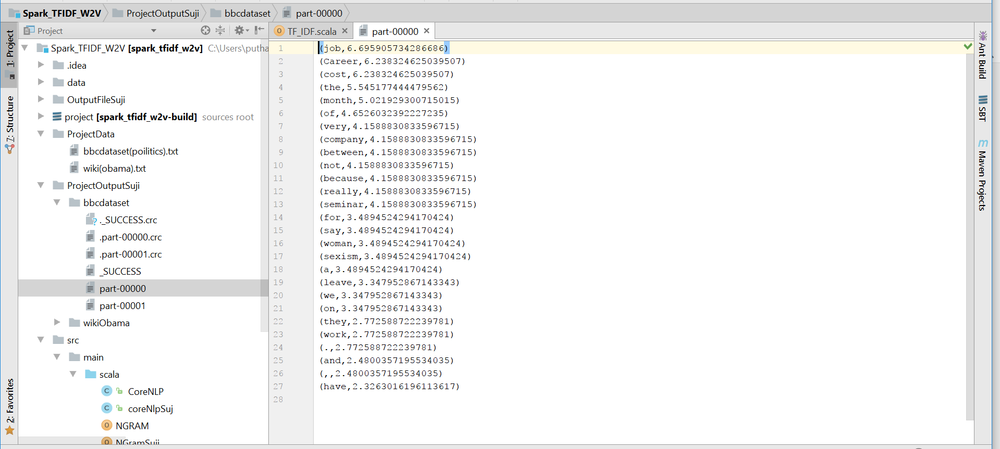 Spark_TFIDF_W2V ProjectOutputSuji bbcdataset part-00000
Project
TF_IDF.scala
part-00000
1: Project
7: Structure
2: Favorites
Spark_TFIDF_W2V [spark_tfidf_w2v] C:\Users\putha
.idea
data
OutputFileSuji
project [spark_tfidf_w2v-build] sources root
ProjectData
bbcdataset(poilitics).txt
wiki(obama).txt
ProjectOutputSuji
bbcdataset
._SUCCESS.crc
.part-00000.crc
.part-00001.crc
_SUCCESS
part-00000
part-00001
wikiObama
src
main
scala
C CoreNLP
C coreNlpSuj
O NGRAM
O NGramSuji
1 (job,6.695905734286686)
2 (Career,6.238324625039507)
3 (cost,6.238324625039507)
4 (the,5.545177444479562)
5 (month,5.021929300715015)
6 (of,4.6526032392227235)
7 (very,4.1588830833596715)
8 (company,4.1588830833596715)
9 (between,4.1588830833596715)
10 (not,4.1588830833596715)
11 (because,4.1588830833596715)
12 (really,4.1588830833596715)
13 (seminar,4.1588830833596715)
14 (for,3.4894524294170424)
15 (say,3.4894524294170424)
16 (woman,3.4894524294170424)
17 (sexism,3.4894524294170424)
18 (a,3.4894524294170424)
19 (leave,3.347952867143343)
20 (we,3.347952867143343)
21 (on,3.347952867143343)
22 (they,2.772588722239781)
23 (work,2.772588722239781)
24 (.,2.772588722239781)
25 (and,2.4800357195534035)
26 (,,2.4800357195534035)
27 (have,2.3263016196113617)
28
Ant Build
SBT
m Maven Projects